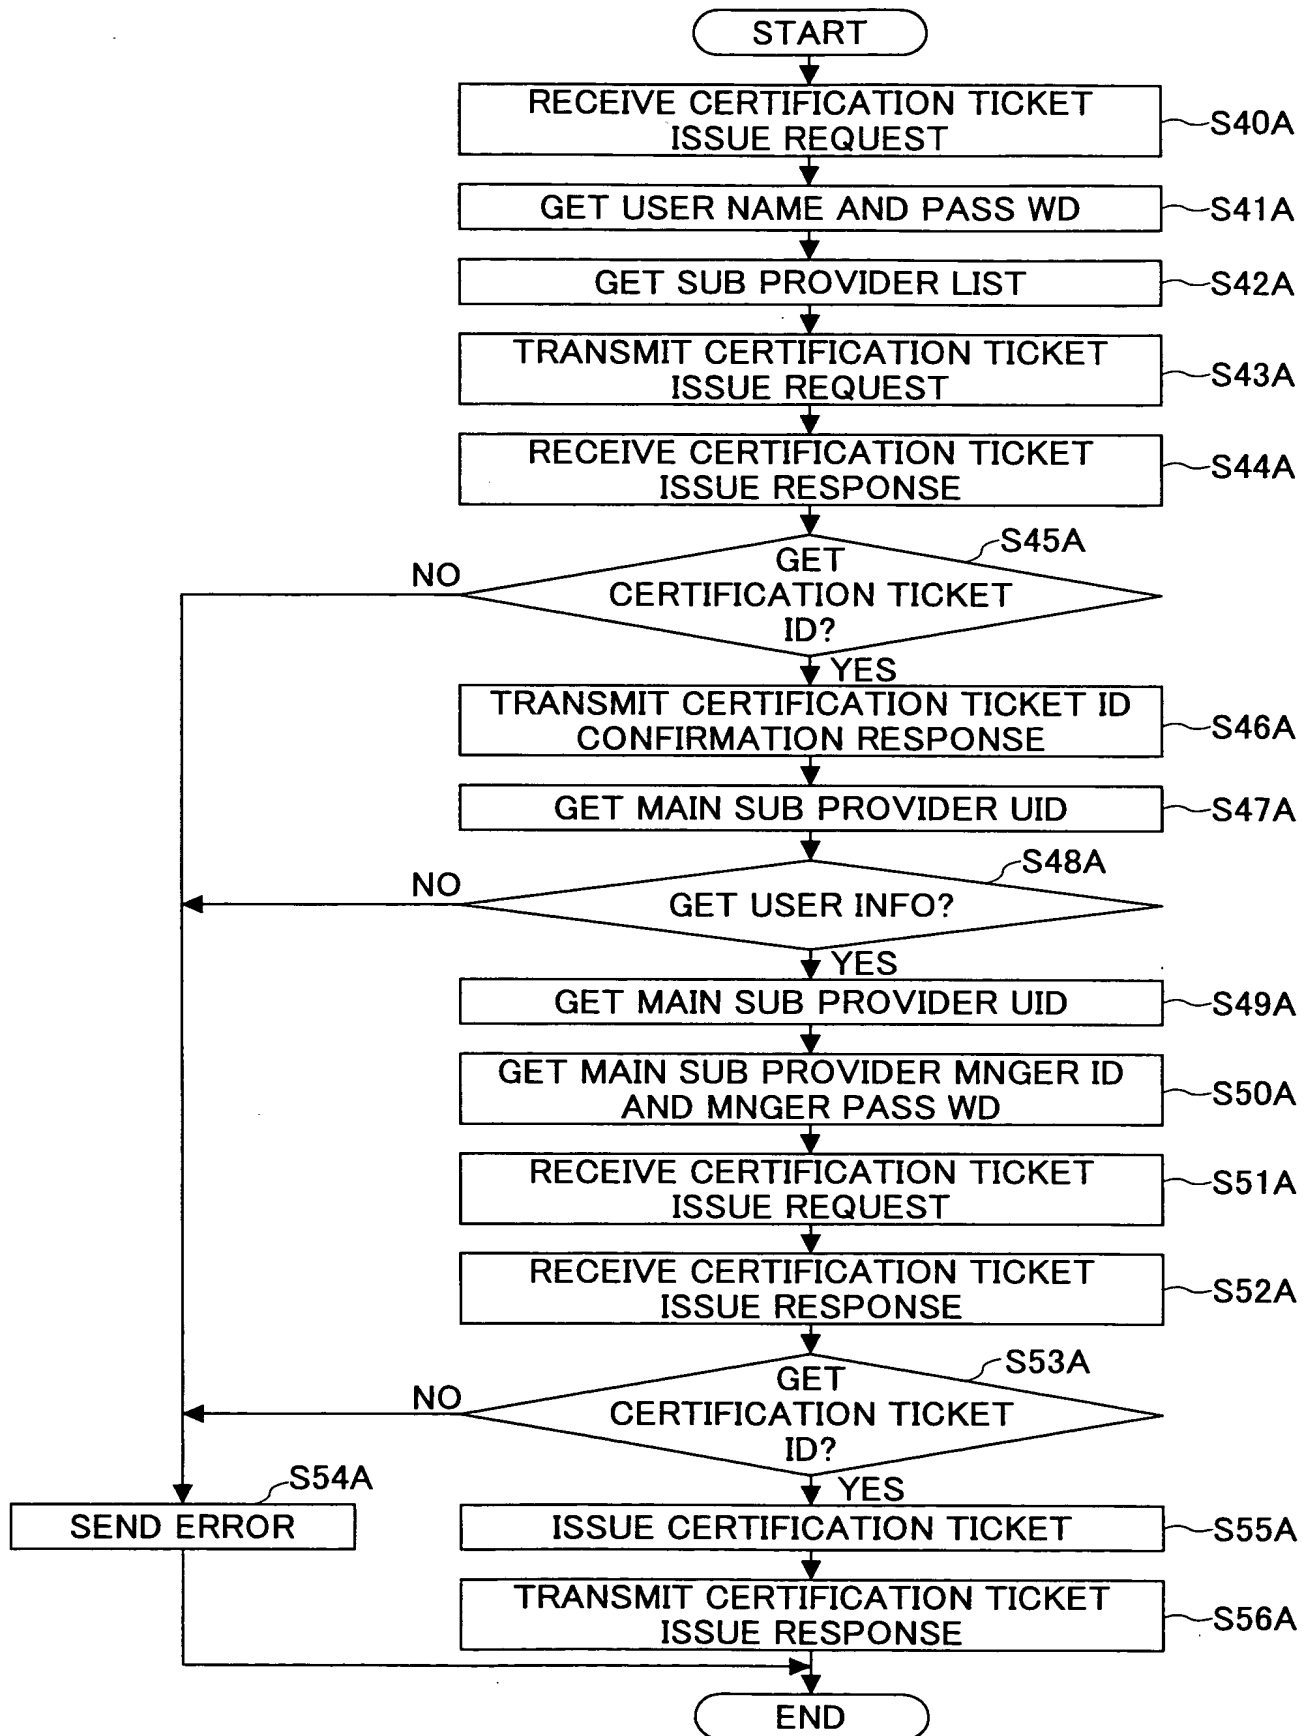 START
RECEIVE CERTIFICATION TICKET
ISSUE REQUEST
S40A
GET USER NAME AND PASS WD
S41A
GET SUB PROVIDER LIST
S42A
TRANSMIT CERTIFICATION TICKET
ISSUE REQUEST
S43A
RECEIVE CERTIFICATION TICKET
ISSUE RESPONSE
S44A
S45A
GET
CERTIFICATION TICKET
ID?
NO
YES
TRANSMIT CERTIFICATION TICKET ID
CONFIRMATION RESPONSE
S46A
GET MAIN SUB PROVIDER UID
S47A
S48A
NO
GET USER INFO?
YES
GET MAIN SUB PROVIDER UID
S49A
GET MAIN SUB PROVIDER MNGER ID
AND MNGER PASS WD
S50A
RECEIVE CERTIFICATION TICKET
ISSUE REQUEST
S51A
RECEIVE CERTIFICATION TICKET
ISSUE RESPONSE
S52A
S53A
GET
CERTIFICATION TICKET
ID?
NO
YES
S54A
SEND ERROR
ISSUE CERTIFICATION TICKET
S55A
TRANSMIT CERTIFICATION TICKET
ISSUE RESPONSE
S56A
END